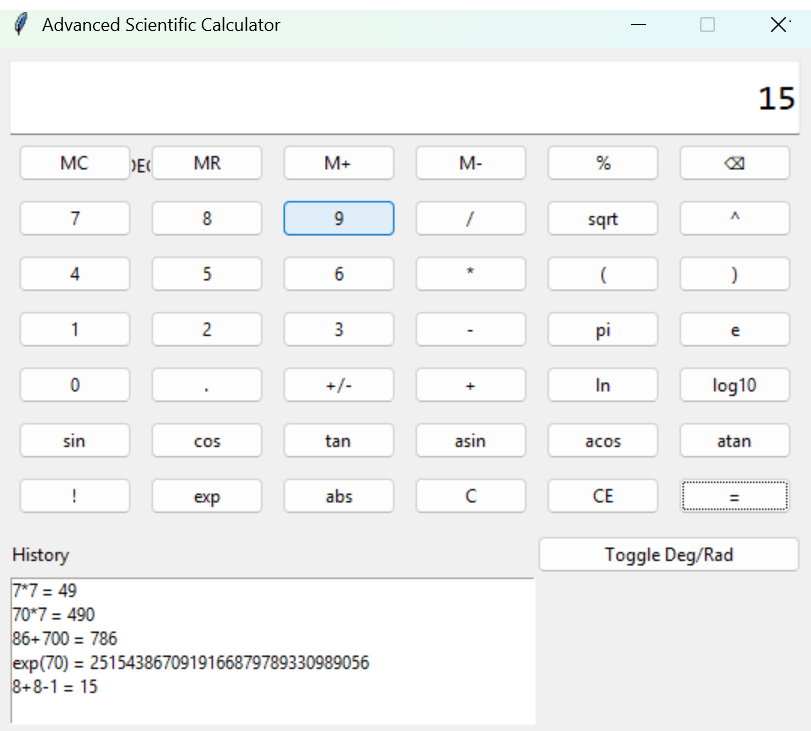 Advanced Scientific Calculator
15
MC MR M+ M- % ⌫
7 8 9 / sqrt ^
4 5 6 * ( )
1 2 3 - pi e
0 . +/- + ln log10
sin cos tan asin acos atan
! exp abs C CE =
History Toggle Deg/Rad
7*7 = 49
70*7 = 490
86+700 = 786
exp(70) = 2515438670919166879789330989056
8+8-1 = 15